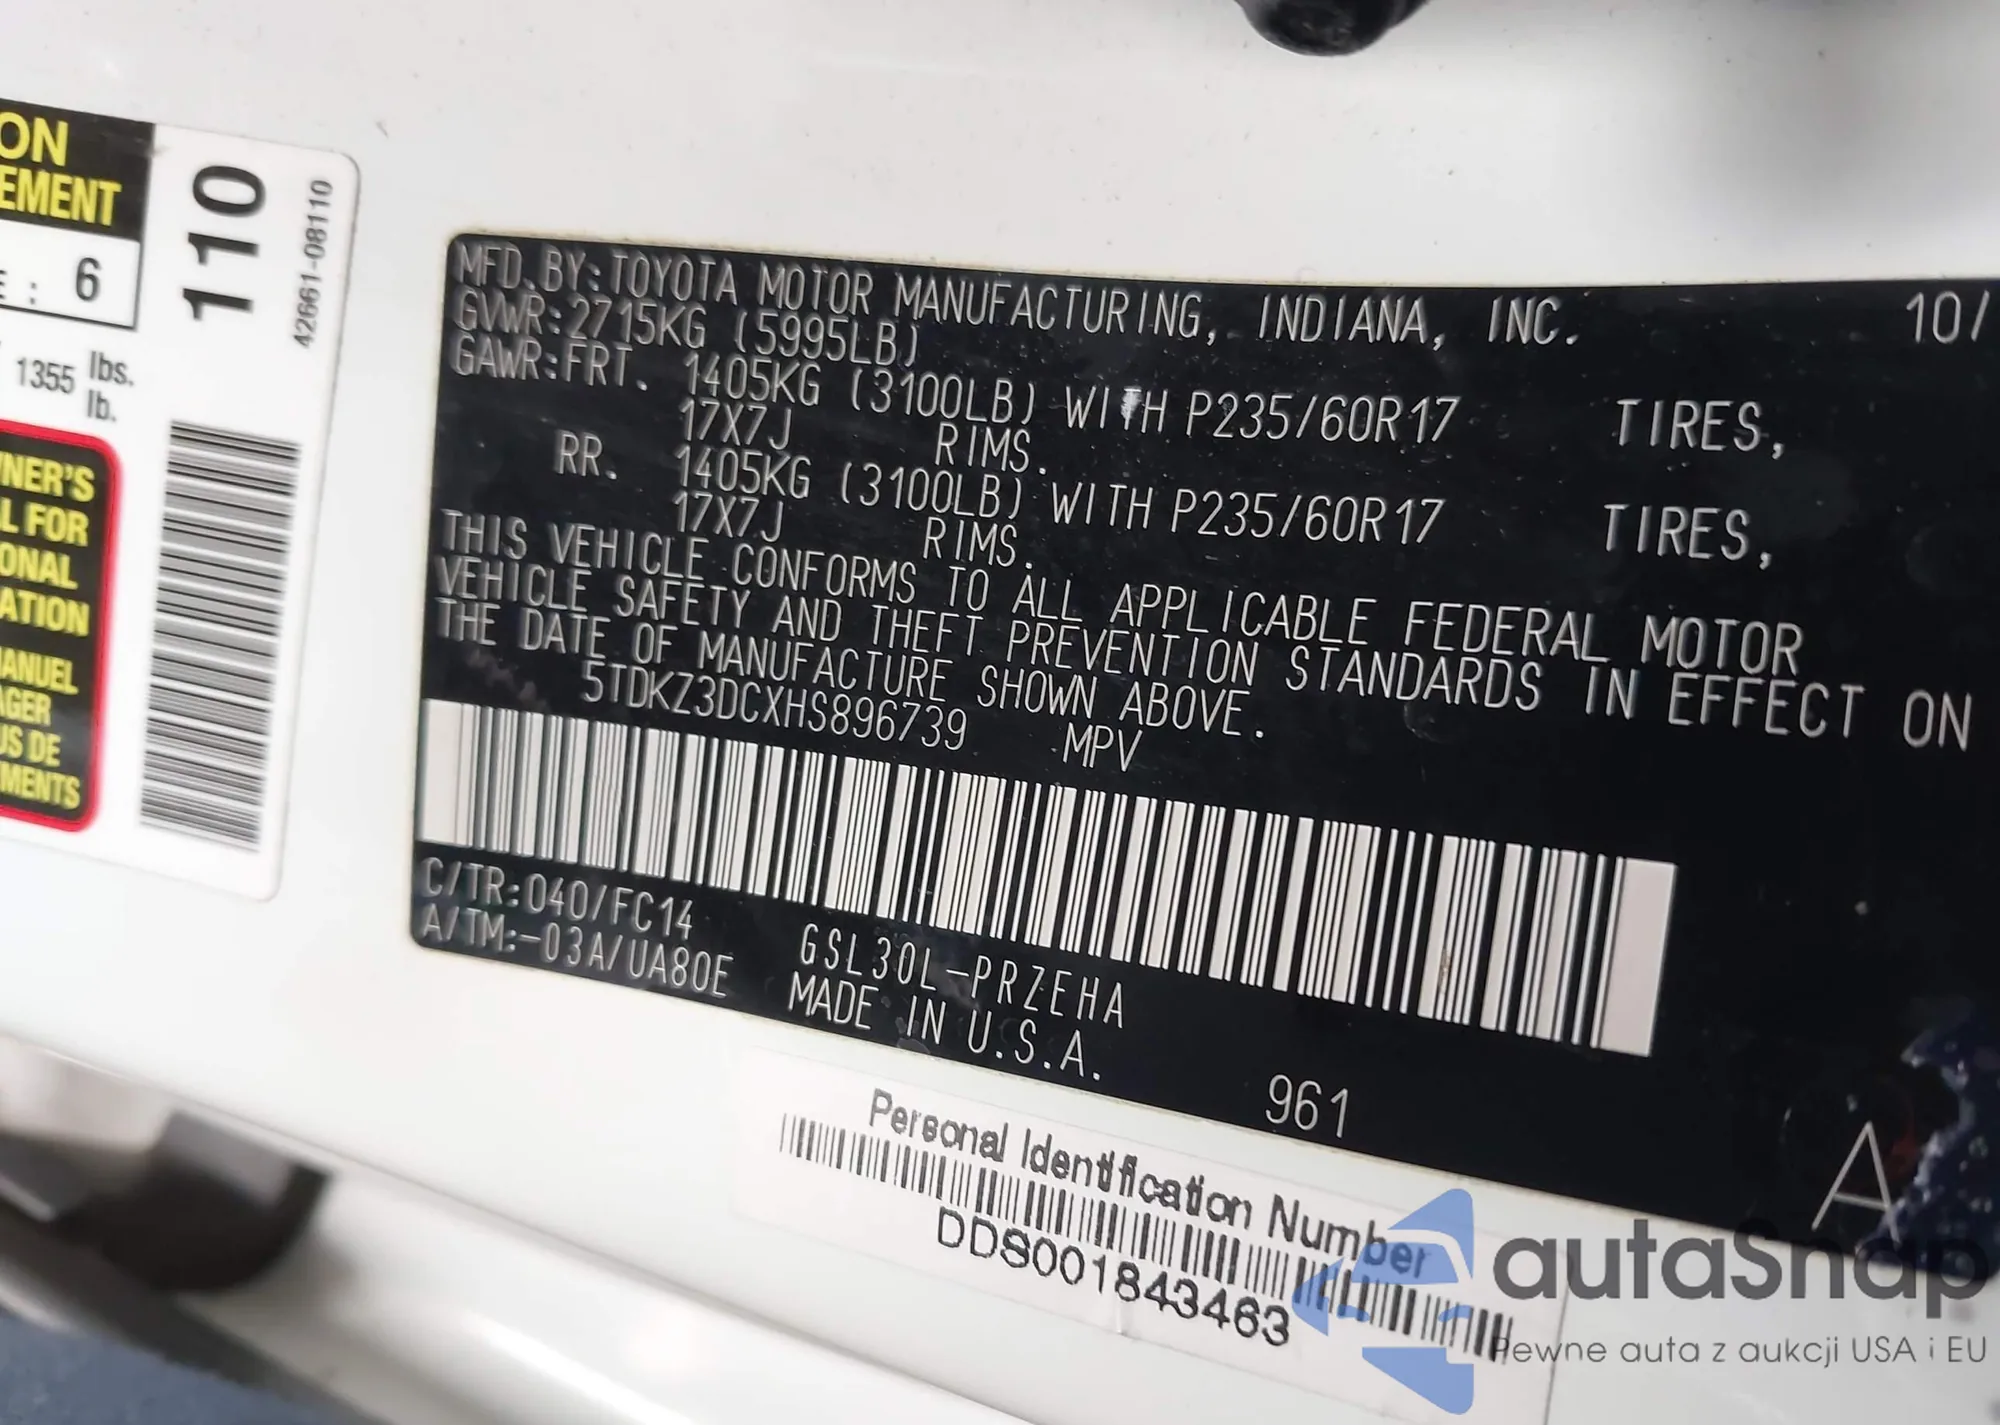 ON
EMENT
E : 6
1355 lbs.
lb.
NER'S
L FOR
ONAL
ATION
MANUEL
AGER
US DE
MENTS
110
42661-08110
MFD. BY: TOYOTA MOTOR MANUFACTURING, INDIANA, INC. 10/
GVWR: 2715KG (5995LB)
GAWR: FRT. 1405KG (3100LB) WITH P235/60R17 TIRES,
17X7J RIMS.
RR. 1405KG (3100LB) WITH P235/60R17 TIRES,
17X7J RIMS.
THIS VEHICLE CONFORMS TO ALL APPLICABLE FEDERAL MOTOR
VEHICLE SAFETY AND THEFT PREVENTION STANDARDS IN EFFECT ON
THE DATE OF MANUFACTURE SHOWN ABOVE.
5TDKZ3DCXHS896739 MPV
C/TR: 040/FC14
A/TM: -03A/UA80E
GSL30L-PRZEHA
MADE IN U.S.A.
961
A
Personal Identification Number
DDS001843463
autaSnap
Pewne auta z aukcji USA i EU